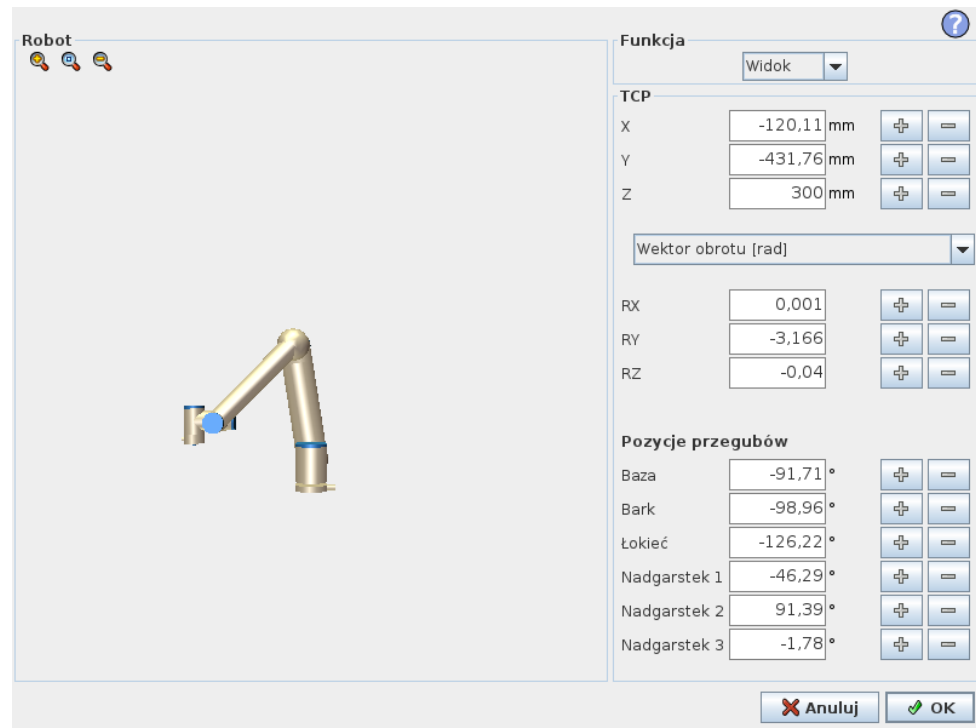 Robot
Funkcja
Widok
TCP
X -120,11 mm
Y -431,76 mm
Z 300 mm
Wektor obrotu [rad]
RX 0,001
RY -3,166
RZ -0,04
Pozycje przegubów
Baza -91,71 °
Bark -98,96 °
Łokieć -126,22 °
Nadgarstek 1 -46,29 °
Nadgarstek 2 91,39 °
Nadgarstek 3 -1,78 °
Anuluj OK